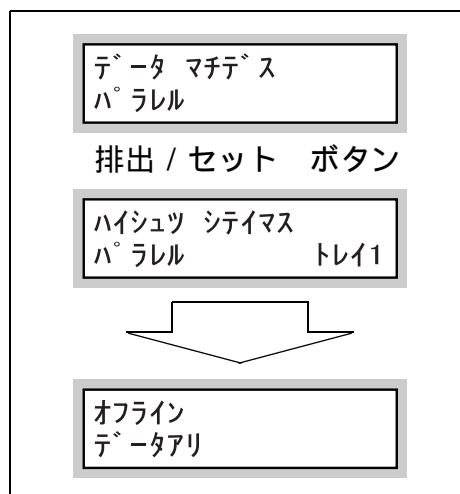 データ マチデス
パラレル
排出 / セット　ボタン
ハイシュツ シテイマス
パラレル　トレイ1
オフライン
データアリ